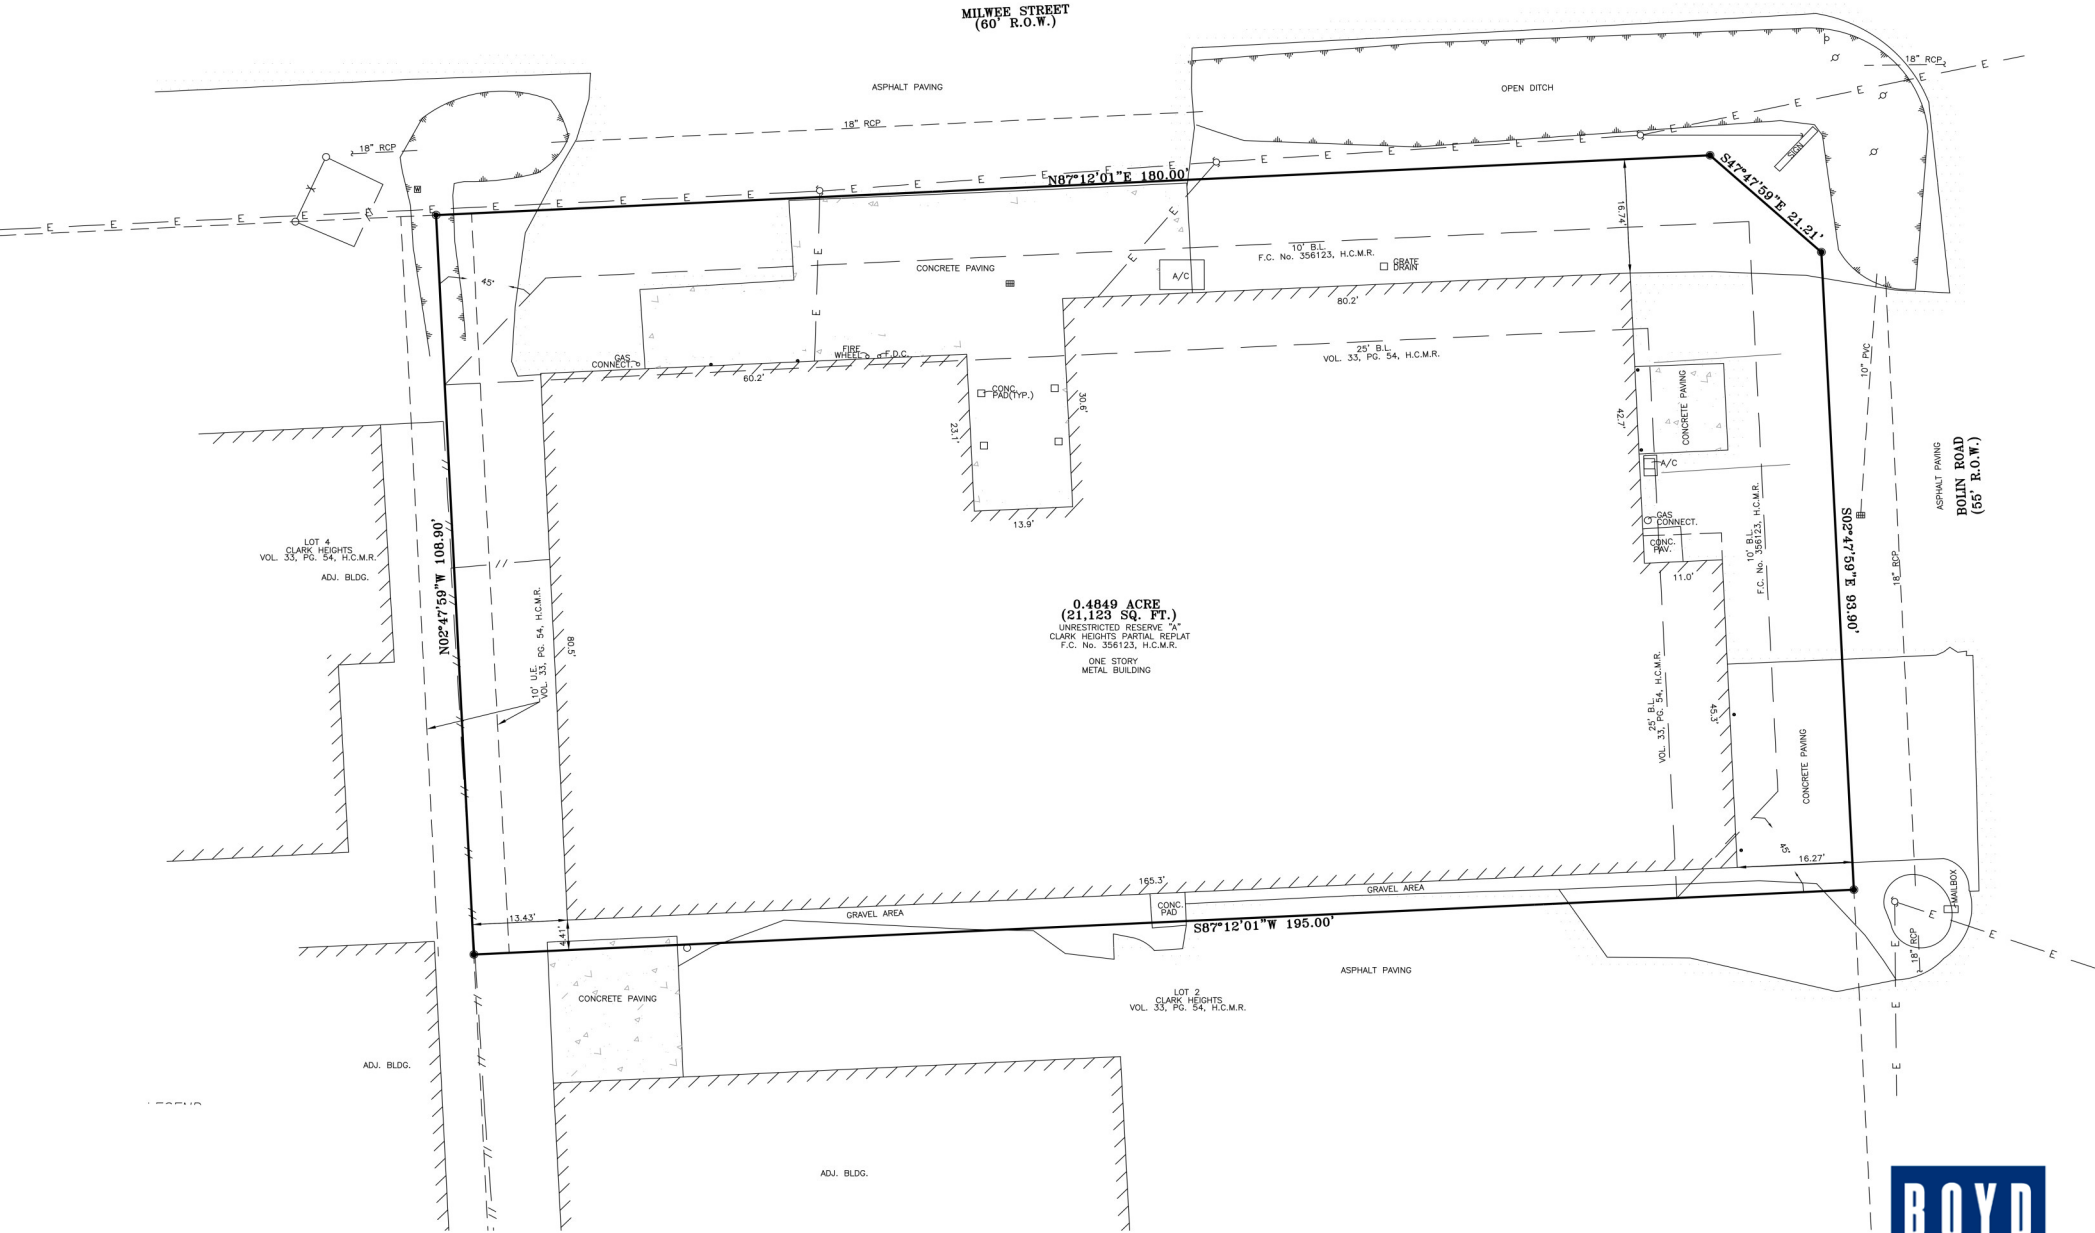 MILWEE STREET
(60' R.O.W.)
ASPHALT PAVING
OPEN DITCH
18" RCP
E
18" RCP
18" RCP
SIGN
W
N87°12'01"E 180.00'
S47°47'59"E 21.21'
16.74'
10' B.L.
F.C. No. 356123, H.C.M.R.
GRATE
DRAIN
CONCRETE PAVING
A/C
45'
80.2'
25' B.L.
VOL. 33, PG. 54, H.C.M.R.
FIRE
WHEEL
F.D.C.
GAS
CONNECT.
60.2'
CONC.
PAD(TYP.)
30.6'
23.1'
13.9'
42.7'
CONCRETE PAVING
A/C
10" PVC
GAS
CONNECT.
CONC.
PAV.
11.0'
10' B.L.
F.C. No. 356123, H.C.M.R.
S02°47'59"E 93.90'
18" RCP
ASPHALT PAVING
BOLIN ROAD
(55' R.O.W.)
LOT 4
CLARK HEIGHTS
VOL. 33, PG. 54, H.C.M.R.
ADJ. BLDG.
N02°47'59"W 108.90'
10' U.E.
VOL. 33, PG. 54, H.C.M.R.
80.5'
0.4849 ACRE
(21,123 SQ. FT.)
UNRESTRICTED RESERVE "A"
CLARK HEIGHTS PARTIAL REPLAT
F.C. No. 356123, H.C.M.R.
ONE STORY
METAL BUILDING
25' B.L.
VOL. 33, PG. 54, H.C.M.R.
45.3'
CONCRETE PAVING
45'
16.27'
165.3'
GRAVEL AREA
GRAVEL AREA
13.43'
4.41'
CONC.
PAD
S87°12'01"W 195.00'
MAILBOX
18" RCP
ASPHALT PAVING
CONCRETE PAVING
LOT 2
CLARK HEIGHTS
VOL. 33, PG. 54, H.C.M.R.
ADJ. BLDG.
ADJ. BLDG.
BOYD